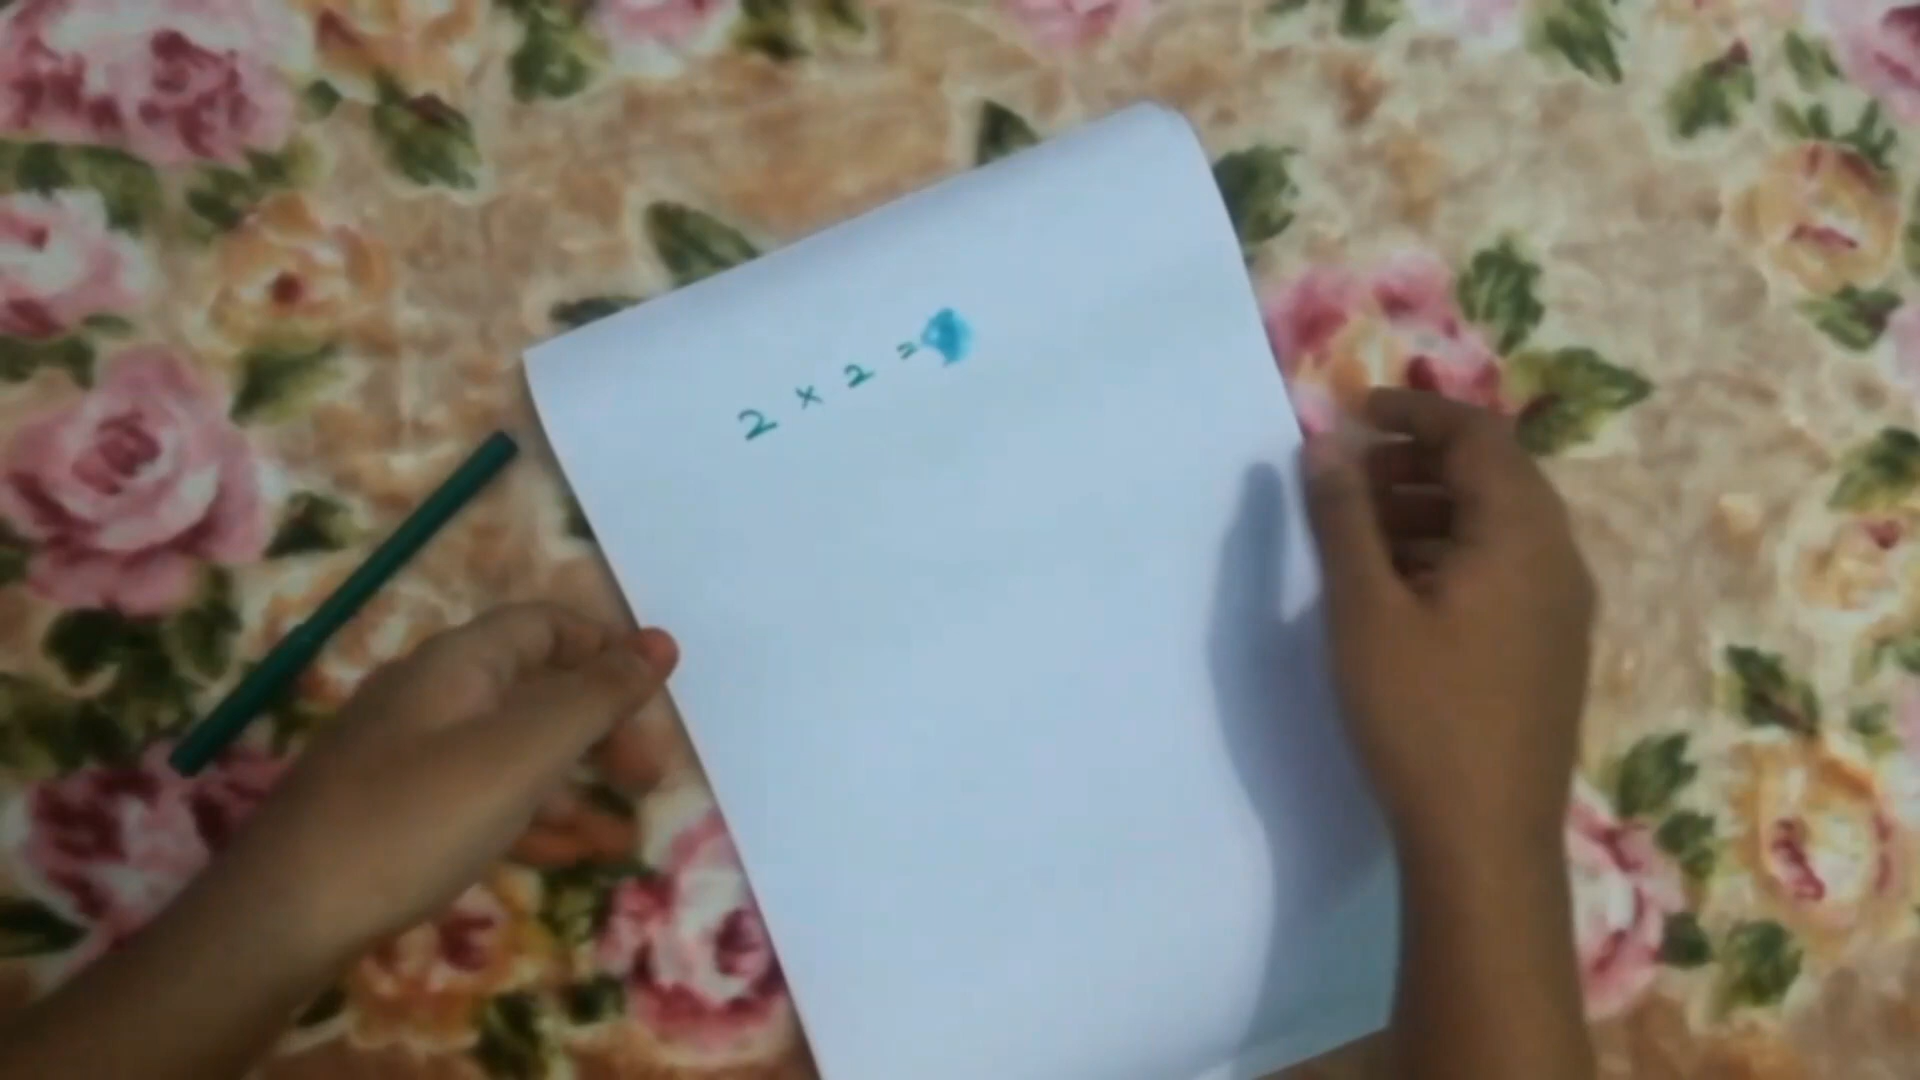 2 × 2 =